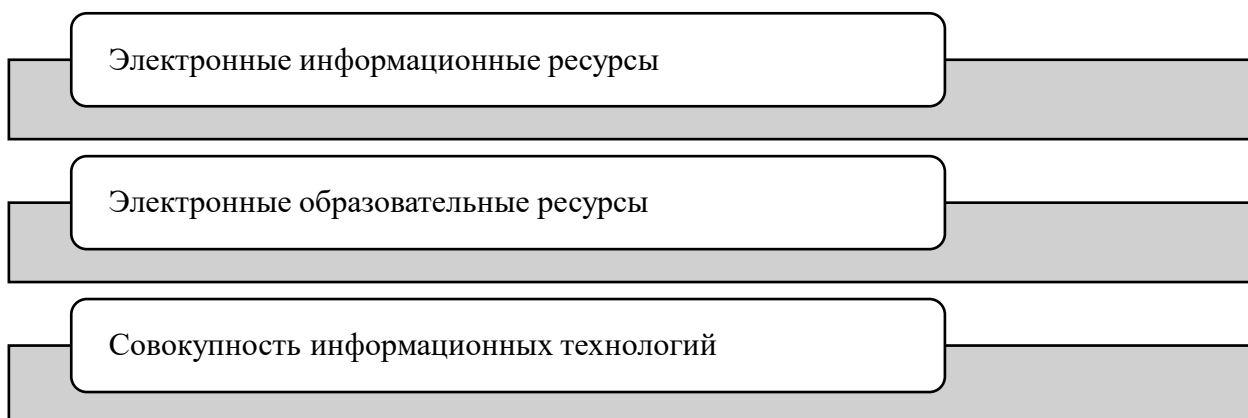 Электронные информационные ресурсы
Электронные образовательные ресурсы
Совокупность информационных технологий